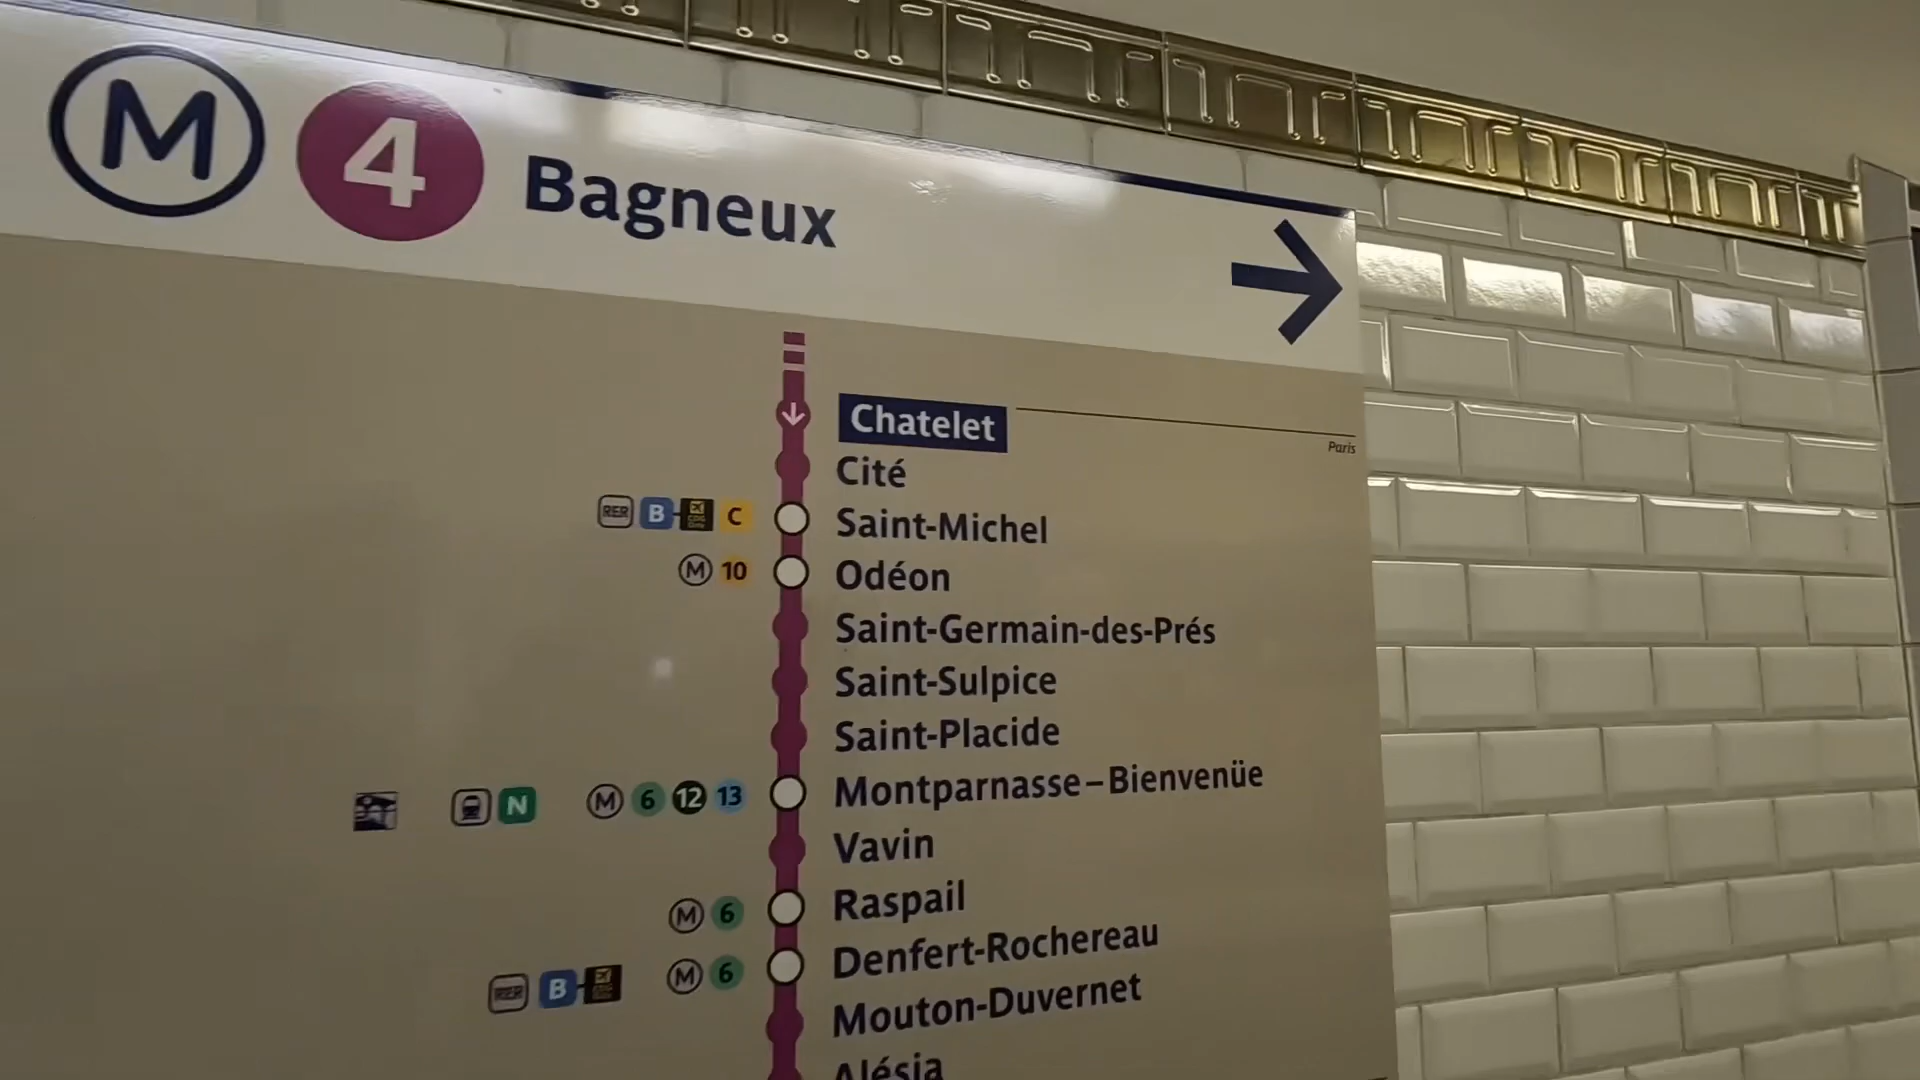 M 4 Bagneux
Chatelet
Paris
Cité
RER B C Saint-Michel
M 10 Odéon
Saint-Germain-des-Prés
Saint-Sulpice
Saint-Placide
N M 6 12 13 Montparnasse–Bienvenüe
Vavin
M 6 Raspail
RER B M 6 Denfert-Rochereau
Mouton-Duvernet
Alésia